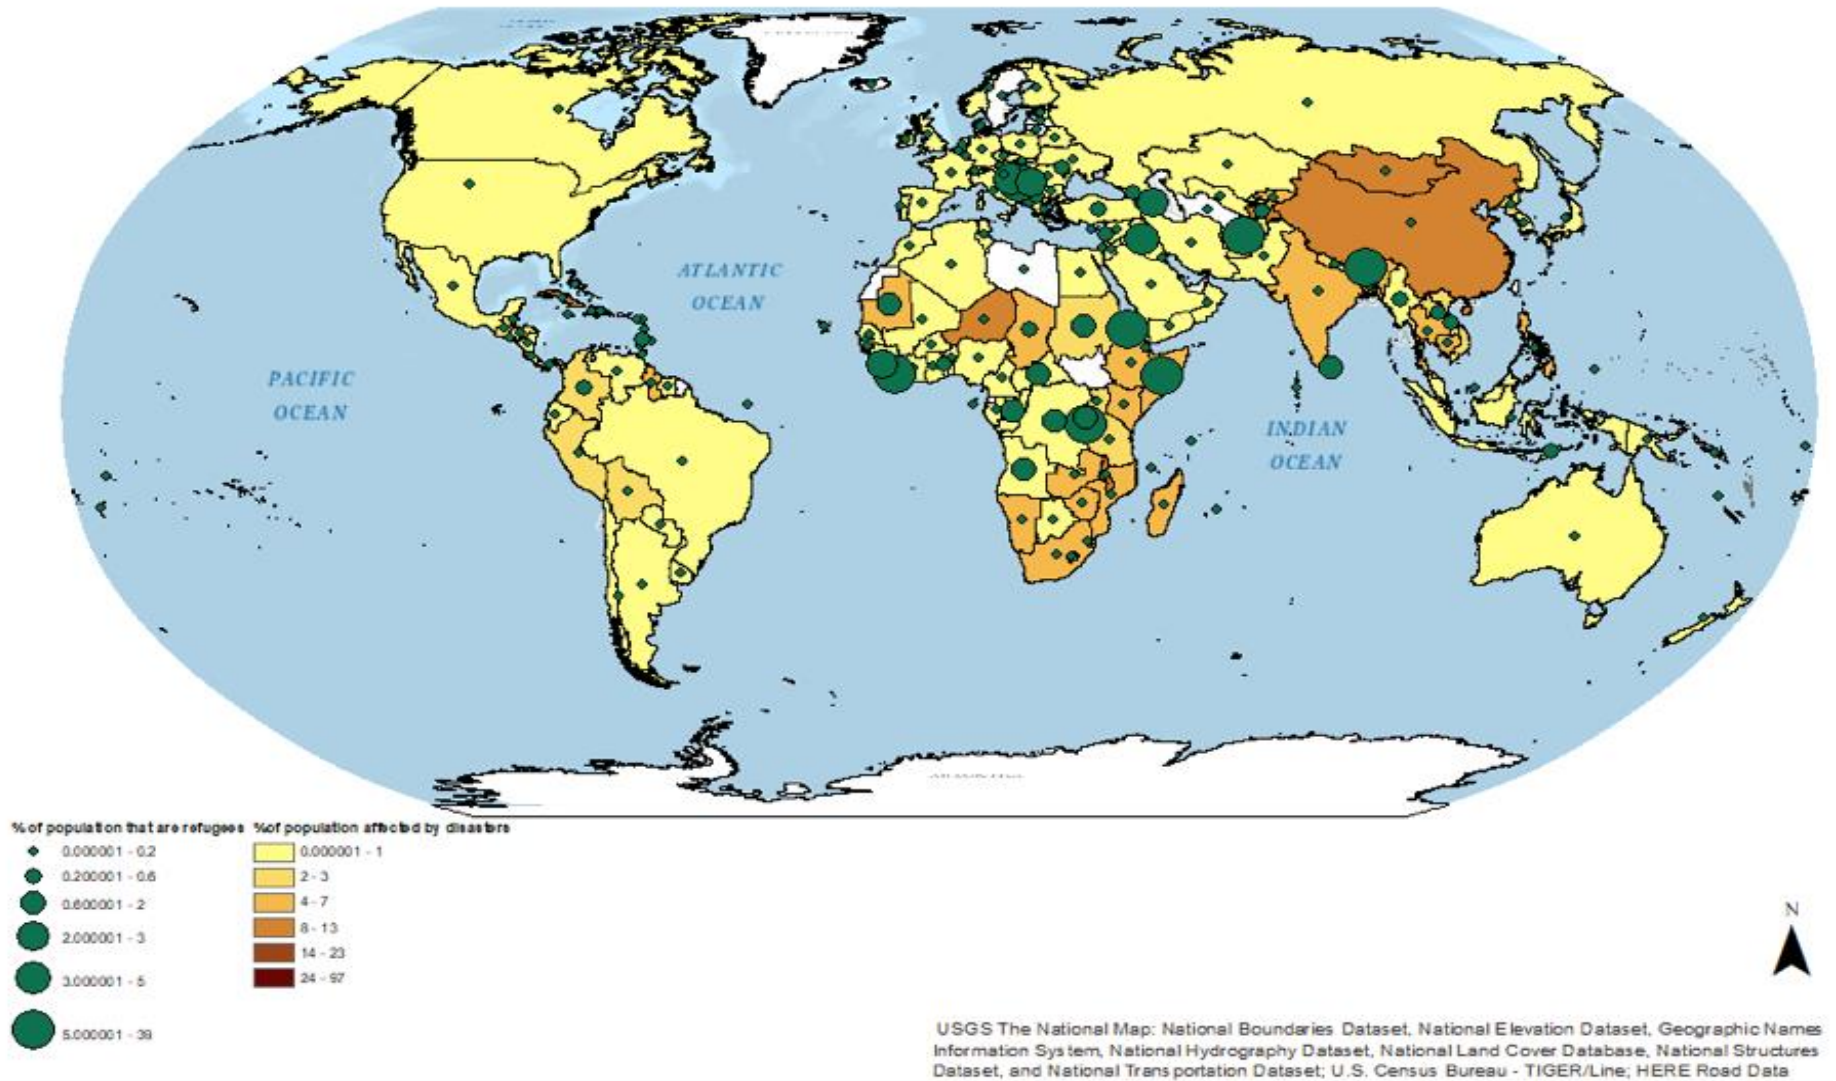 ATLANTIC
OCEAN
PACIFIC
OCEAN
INDIAN
OCEAN
% of population that are refugees
0.000001 - 0.2
0.200001 - 0.6
0.600001 - 2
2.000001 - 3
3.000001 - 5
5.000001 - 39
%of population affected by disasters
0.000001 - 1
2 - 3
4 - 7
8 - 13
14 - 23
24 - 97
N
USGS The National Map: National Boundaries Dataset, National Elevation Dataset, Geographic Names
Information System, National Hydrography Dataset, National Land Cover Database, National Structures
Dataset, and National Transportation Dataset; U.S. Census Bureau - TIGER/Line; HERE Road Data